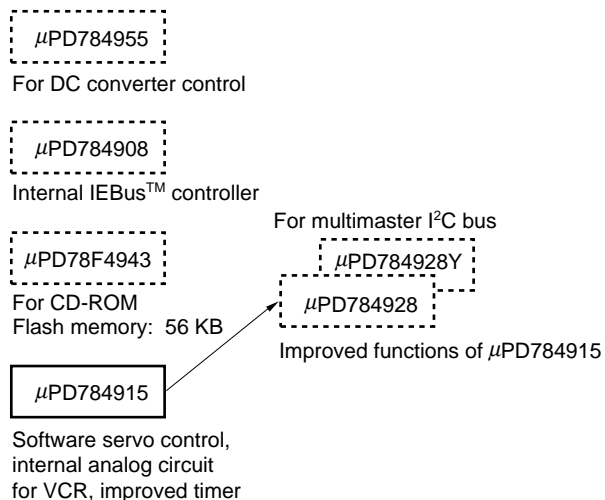 μPD784955
For DC converter control
μPD784908
Internal IEBus™ controller
μPD78F4943
For CD-ROM
Flash memory: 56 KB
For multimaster I²C bus
μPD784928Y
μPD784928
Improved functions of μPD784915
μPD784915
Software servo control,
internal analog circuit
for VCR, improved timer